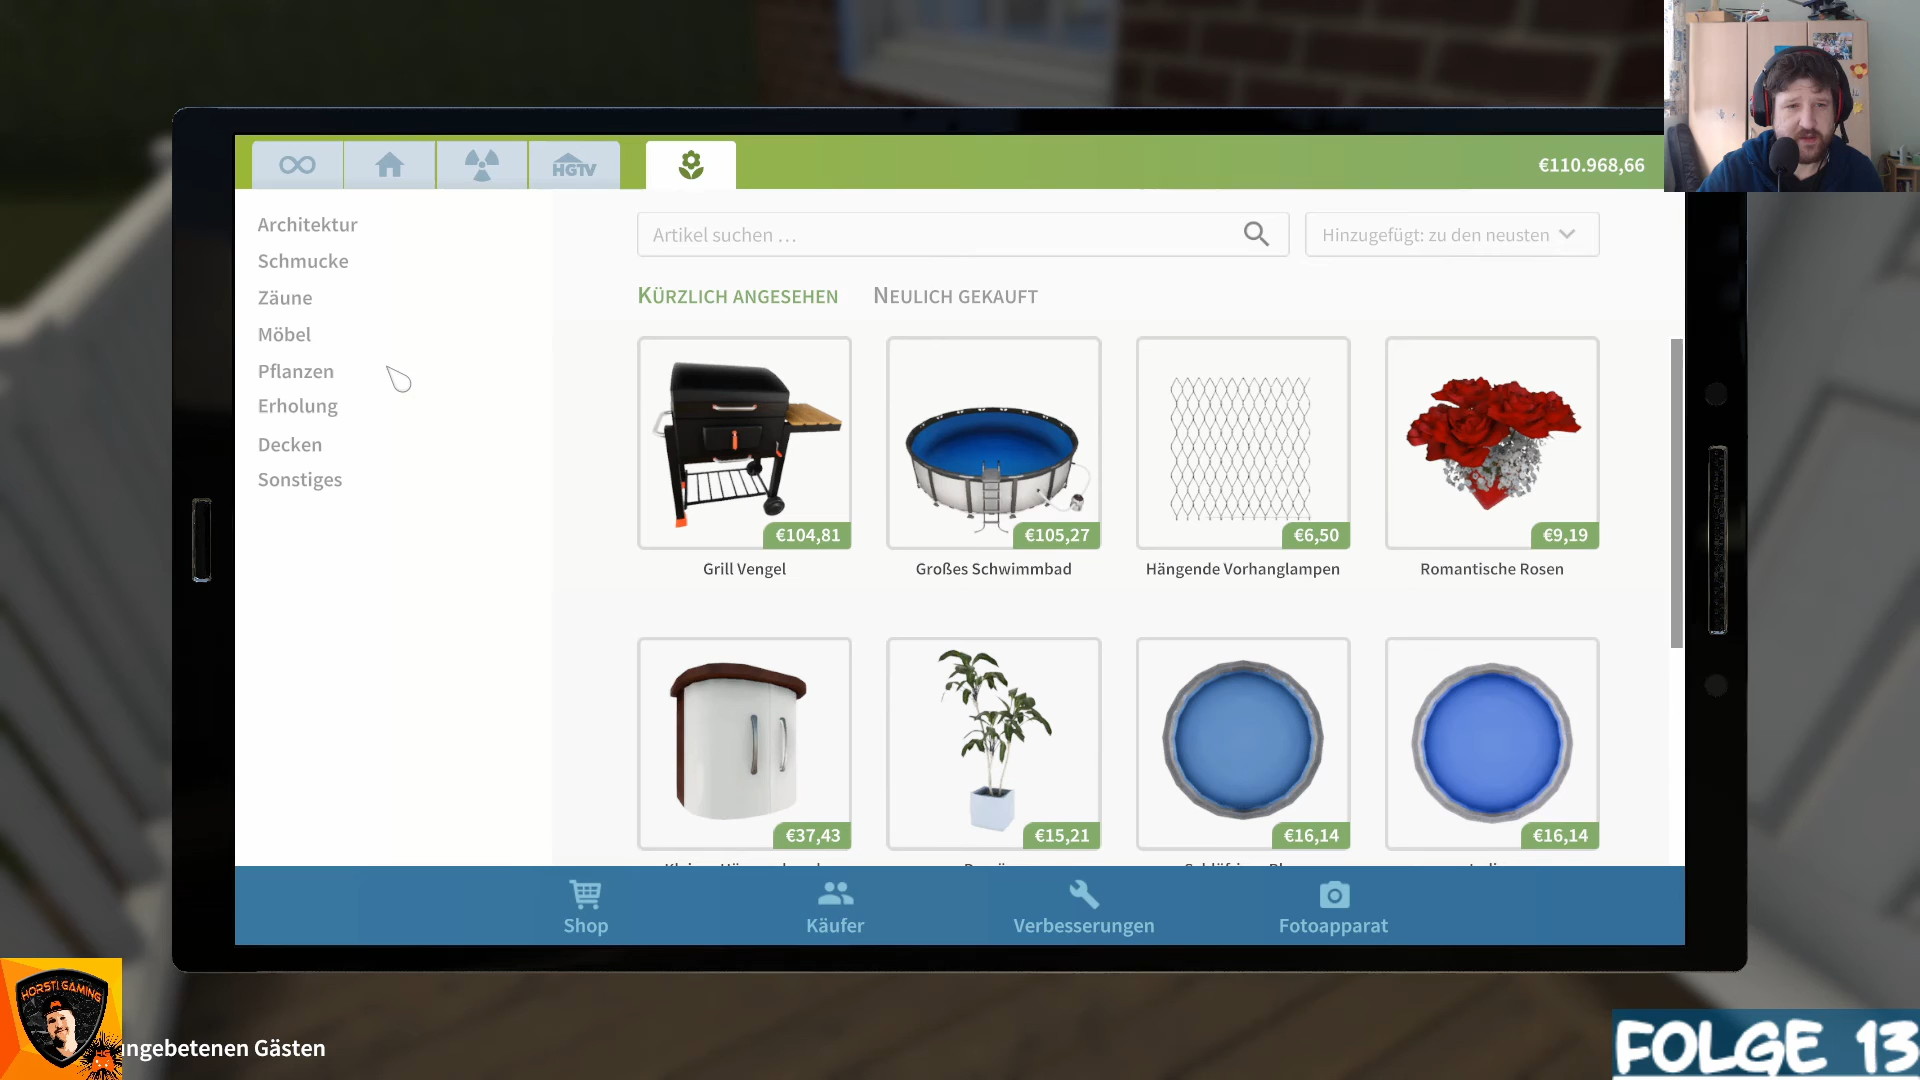 HGTV
€110.968,66
Architektur
Schmucke
Zäune
Möbel
Pflanzen
Erholung
Decken
Sonstiges
Artikel suchen …
Hinzugefügt: zu den neusten
KÜRZLICH ANGESEHEN
NEULICH GEKAUFT
€104,81
€105,27
€6,50
€9,19
Grill Vengel
Großes Schwimmbad
Hängende Vorhanglampen
Romantische Rosen
€37,43
€15,21
€16,14
€16,14
Shop
Käufer
Verbesserungen
Fotoapparat
HORSTI GAMING
HG
ngebetenen Gästen
FOLGE 13